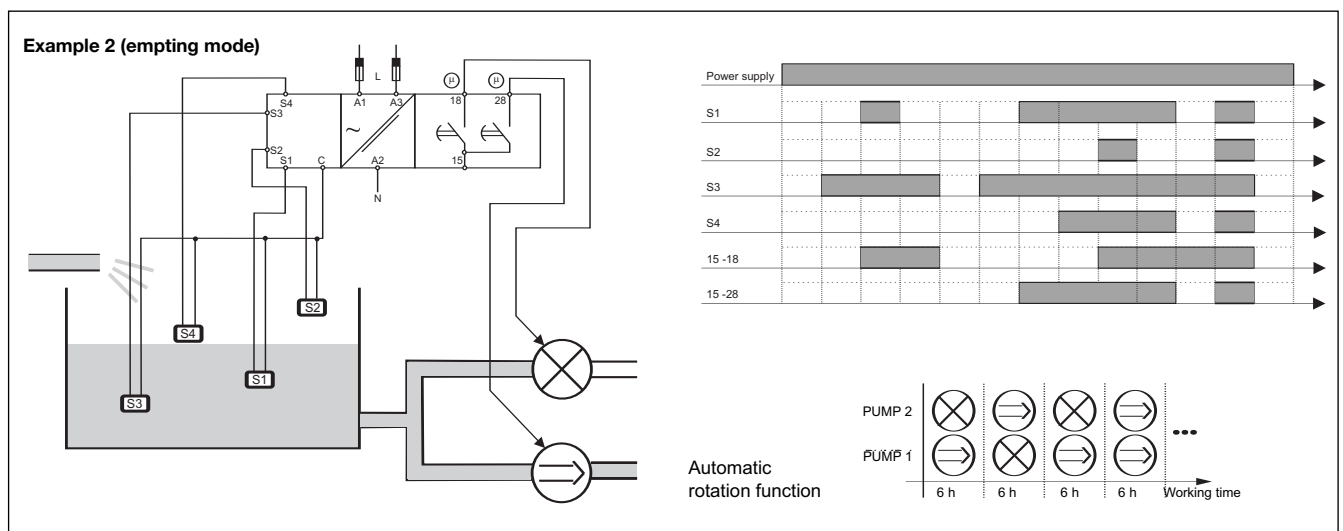 Example 2 (empting mode)
L
S4
A1
A3
18
µ
28
µ
S3
S2
S1
C
A2
15
N
S2
S4
S1
S3
Power supply
S1
S2
S3
S4
15 -18
15 -28
PUMP 2
PUMP 1
Automatic
rotation function
6 h
6 h
6 h
6 h
Working time